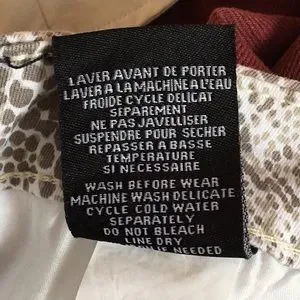 LAVER AVANT DE PORTER
LAVER A LA MACHINE A L'EAU
FROIDE CYCLE DELICAT
SEPAREMENT
NE PAS JAVELLISER
SUSPENDRE POUR SECHER
REPASSER A BASSE
TEMPERATURE
SI NECESSAIRE
WASH BEFORE WEAR
MACHINE WASH DELICATE
CYCLE COLD WATER
SEPARATELY
DO NOT BLEACH
LINE DRY
NEEDED